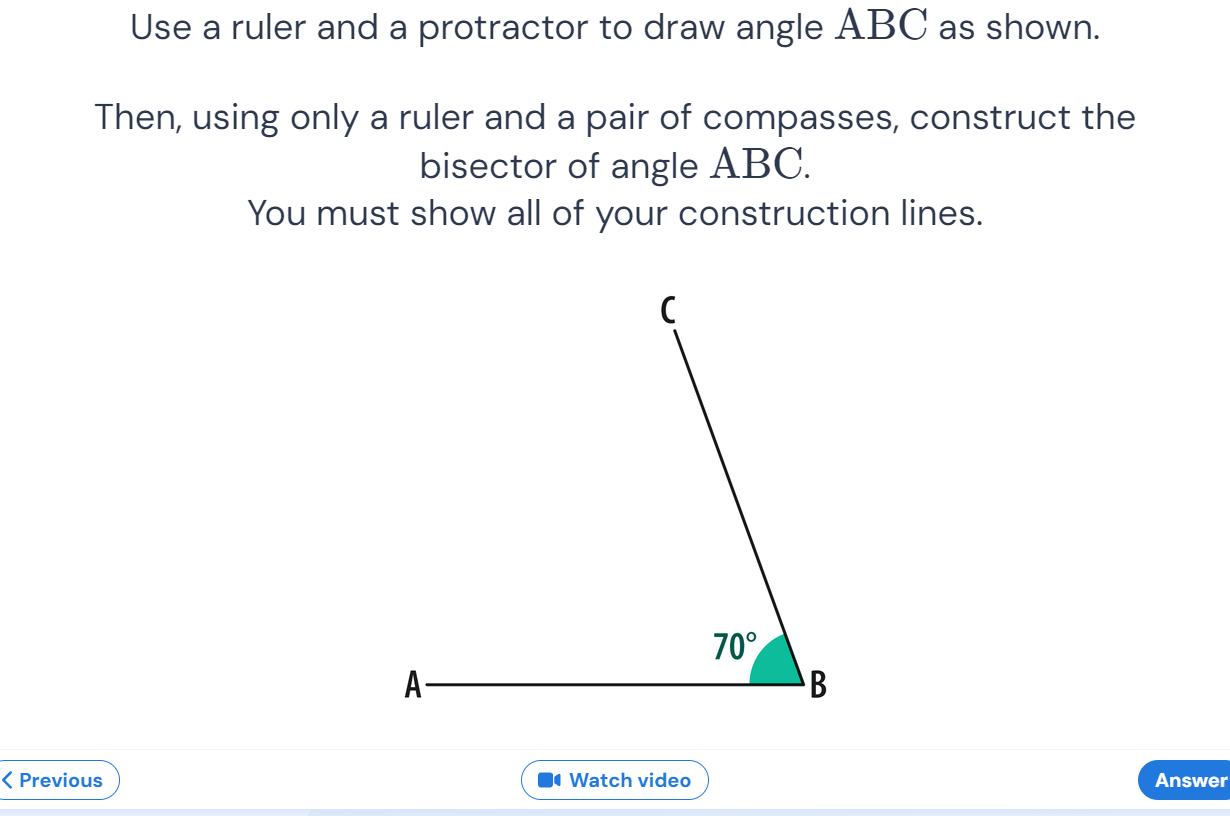 Use a ruler and a protractor to draw angle ABC as shown.
Then, using only a ruler and a pair of compasses, construct the
bisector of angle ABC.
You must show all of your construction lines.
C
70°
A
B
Previous
Watch video
Answer